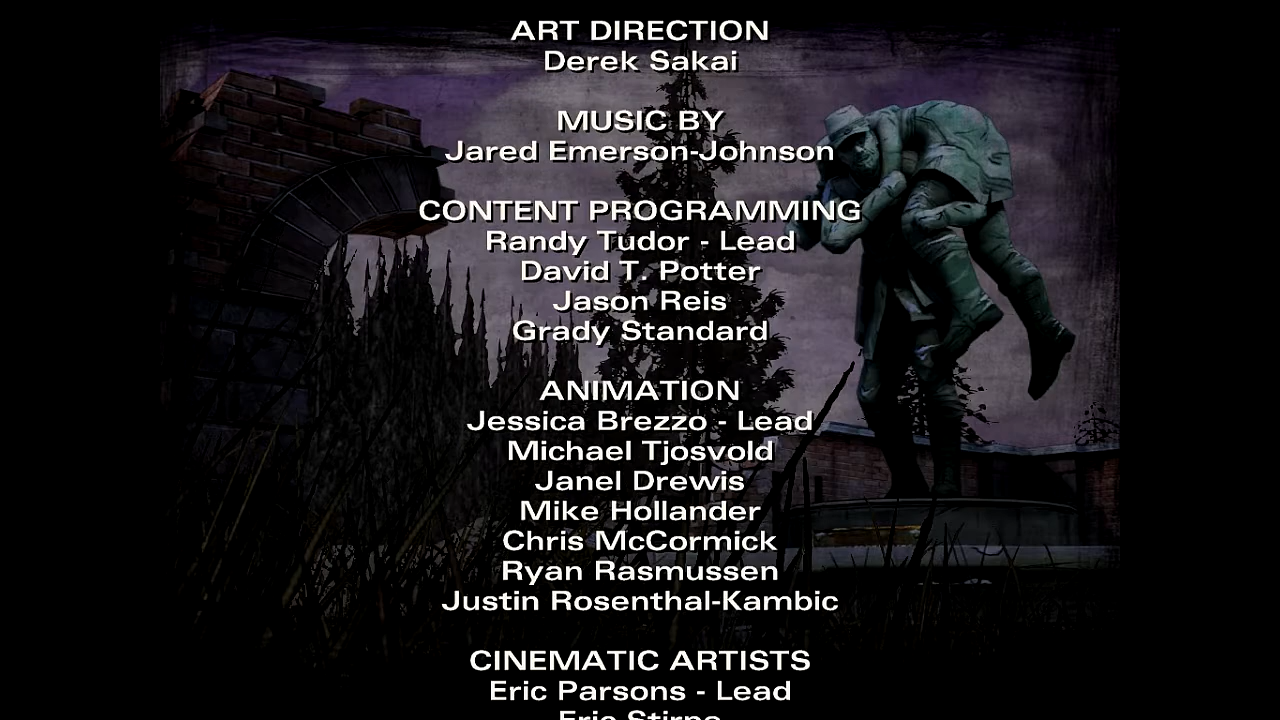 ART DIRECTION
Derek Sakai
MUSIC BY
Jared Emerson-Johnson
CONTENT PROGRAMMING
Randy Tudor - Lead
David T. Potter
Jason Reis
Grady Standard
ANIMATION
Jessica Brezzo - Lead
Michael Tjosvold
Janel Drewis
Mike Hollander
Chris McCormick
Ryan Rasmussen
Justin Rosenthal-Kambic
CINEMATIC ARTISTS
Eric Parsons - Lead
Eric Stirpe